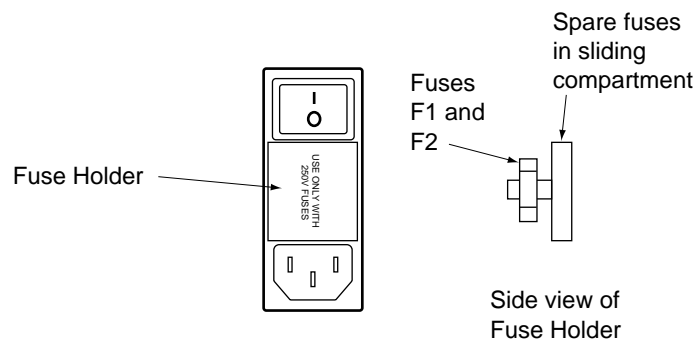 Spare fuses
in sliding
compartment
Fuses
F1 and
F2
Fuse Holder
I
O
USE ONLY WITH
250V FUSES
Side view of
Fuse Holder